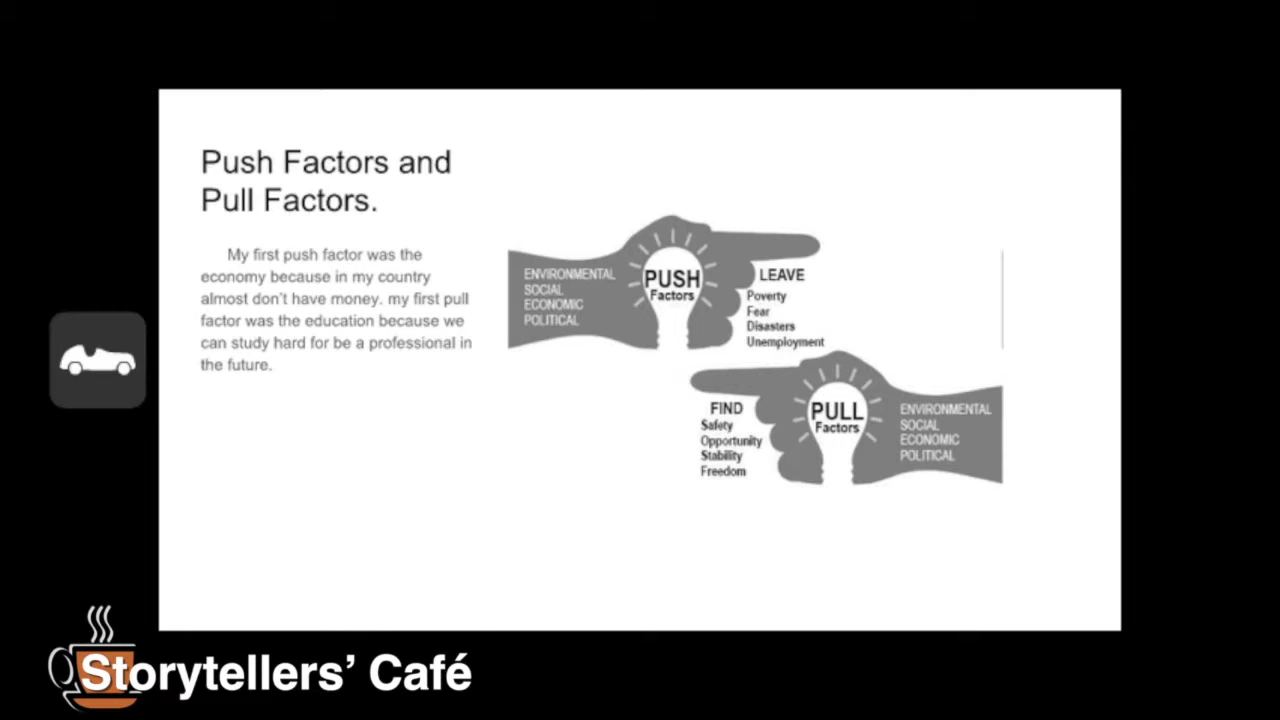 Push Factors and
Pull Factors.
My first push factor was the
economy because in my country
almost don't have money. my first pull
factor was the education because we
can study hard for be a professional in
the future.
ENVIRONMENTAL
SOCIAL
ECONOMIC
POLITICAL
PUSH
Factors
LEAVE
Poverty
Fear
Disasters
Unemployment
FIND
Safety
Opportunity
Stability
Freedom
PULL
Factors
ENVIRONMENTAL
SOCIAL
ECONOMIC
POLITICAL
Storytellers' Café